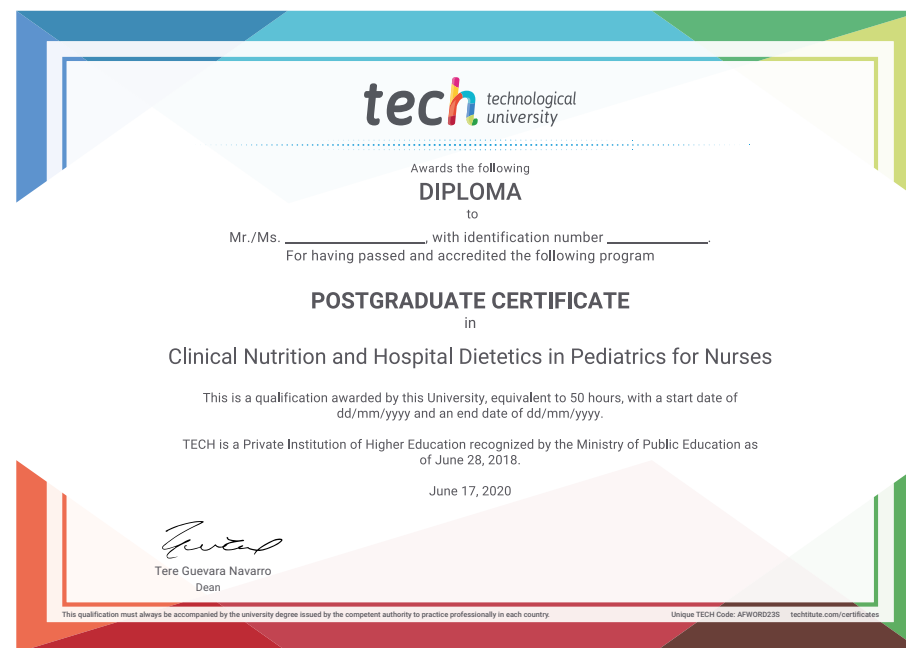 tech technological
university
Awards the following
DIPLOMA
to
Mr./Ms. ________________, with identification number ____________.
For having passed and accredited the following program
POSTGRADUATE CERTIFICATE
in
Clinical Nutrition and Hospital Dietetics in Pediatrics for Nurses
This is a qualification awarded by this University, equivalent to 50 hours, with a start date of
dd/mm/yyyy and an end date of dd/mm/yyyy.
TECH is a Private Institution of Higher Education recognized by the Ministry of Public Education as
of June 28, 2018.
June 17, 2020
Tere Guevara Navarro
Dean
This qualification must always be accompanied by the university degree issued by the competent authority to practice professionally in each country.
Unique TECH Code: AFWORD23S techtitute.com/certificates